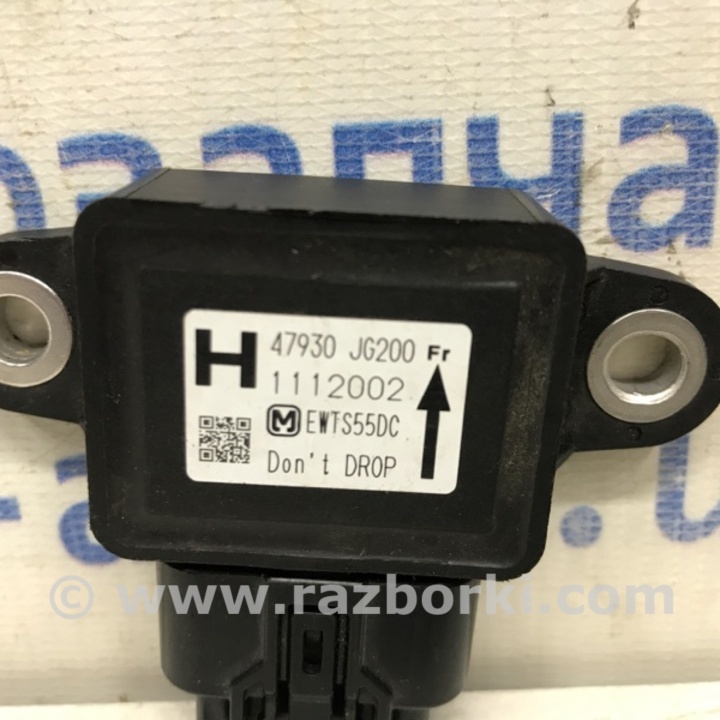 H 47930 JG200 Fr
1112002
M EWTS55DC
Don't DROP
© www.razborki.com